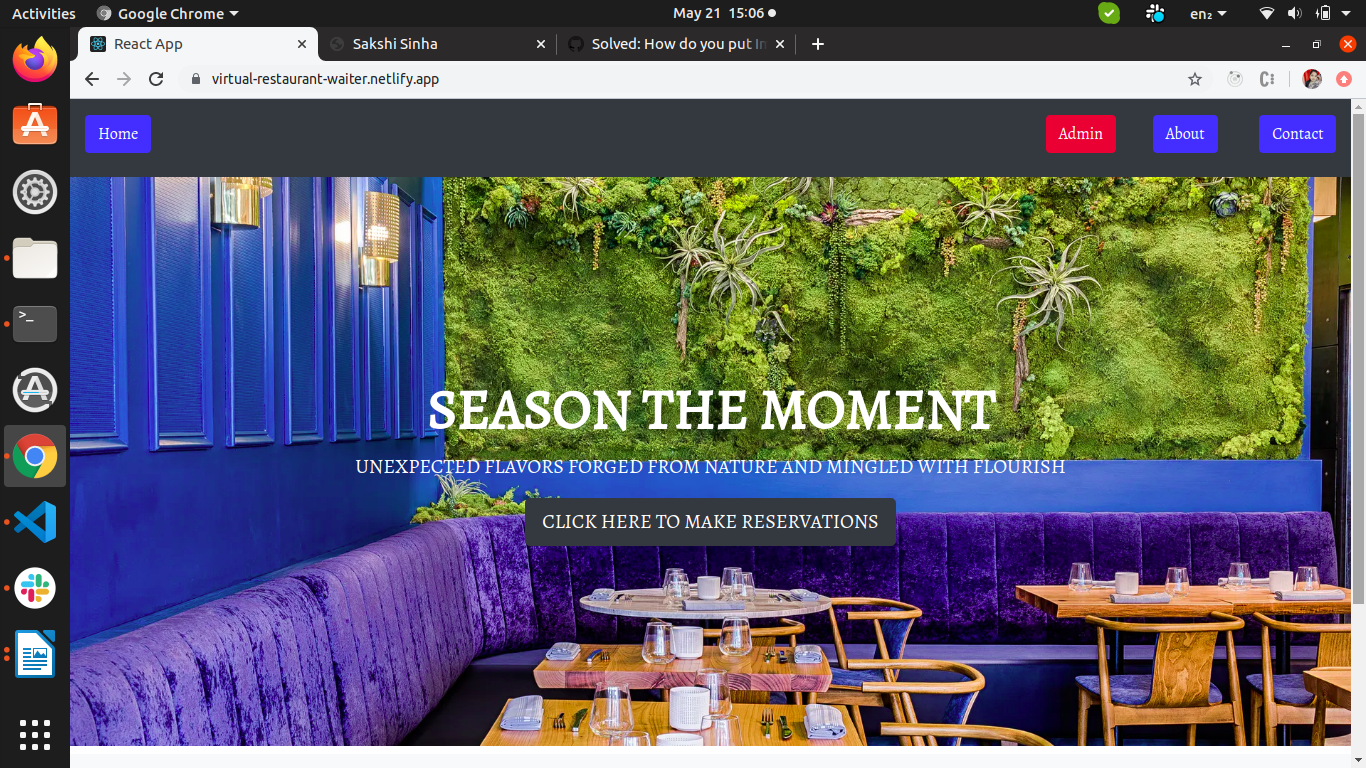 Activities Google Chrome May 21 15:06 en₂
React App Sakshi Sinha Solved: How do you put In
virtual-restaurant-waiter.netlify.app
Home Admin About Contact
SEASON THE MOMENT
UNEXPECTED FLAVORS FORGED FROM NATURE AND MINGLED WITH FLOURISH
CLICK HERE TO MAKE RESERVATIONS